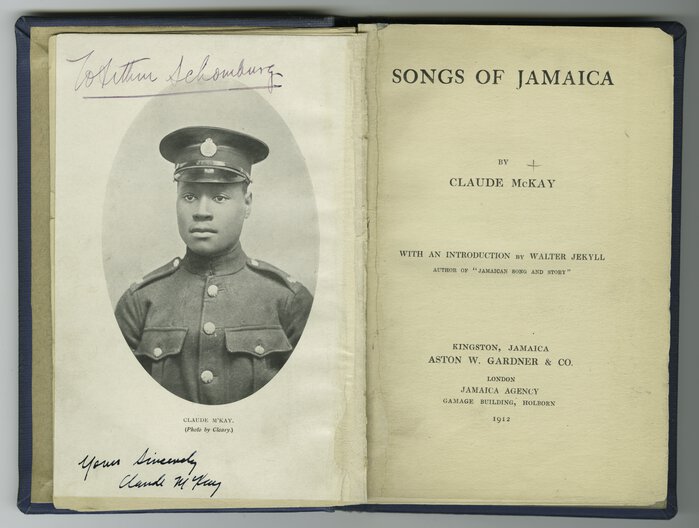 To Arthur Schomburg
CLAUDE M'KAY.
(Photo by Cleary.)
Yours Sincerely
Claude McKay
SONGS OF JAMAICA
BY
CLAUDE McKAY
WITH AN INTRODUCTION BY WALTER JEKYLL
AUTHOR OF "JAMAICAN SONG AND STORY"
KINGSTON, JAMAICA
ASTON W. GARDNER & CO.
LONDON
JAMAICA AGENCY
GAMAGE BUILDING, HOLBORN
1912